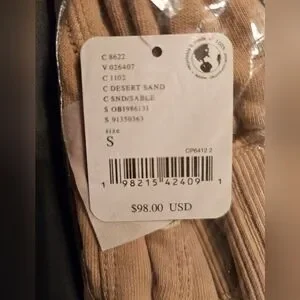 C 8622
V 026407
C 1102
C DESERT SAND
C SND/SABLE
S OB1986131
S 91350363
size
S
CP6412 2
1 98215 42409 1
$98.00 USD